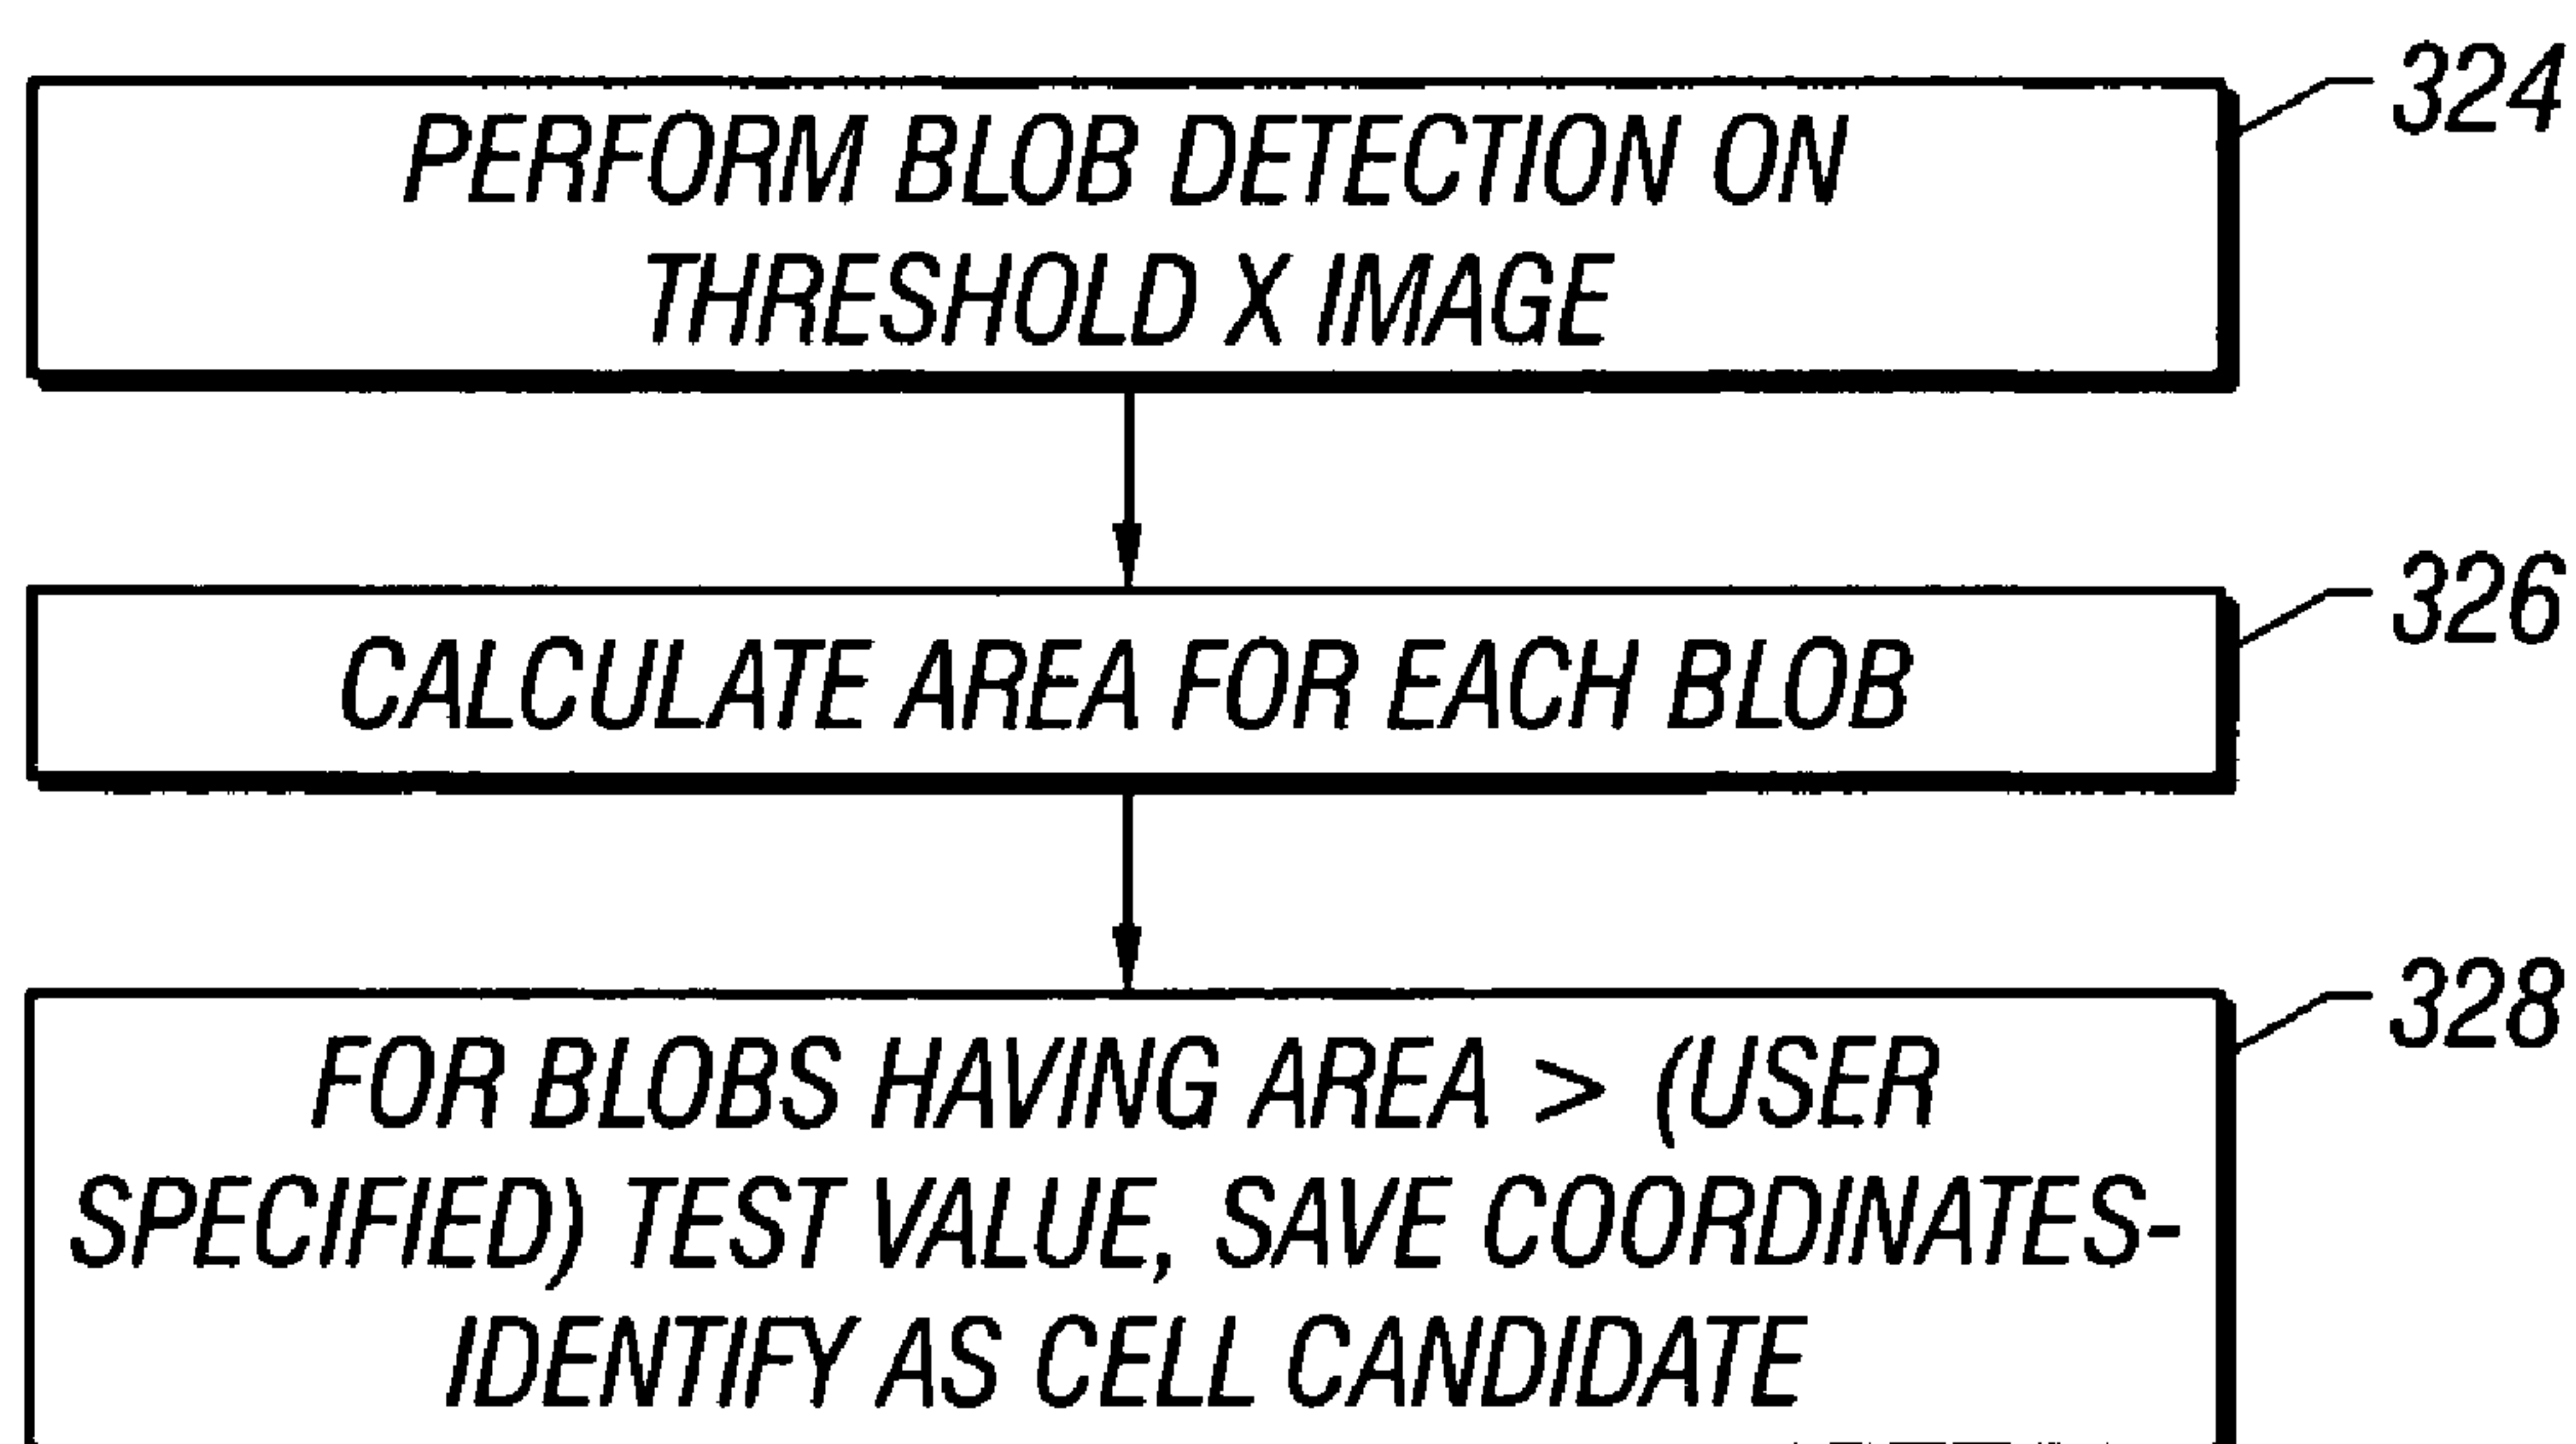 324
PERFORM BLOB DETECTION ON
THRESHOLD X IMAGE
326
CALCULATE AREA FOR EACH BLOB
328
FOR BLOBS HAVING AREA > (USER
SPECIFIED) TEST VALUE, SAVE COORDINATES-
IDENTIFY AS CELL CANDIDATE